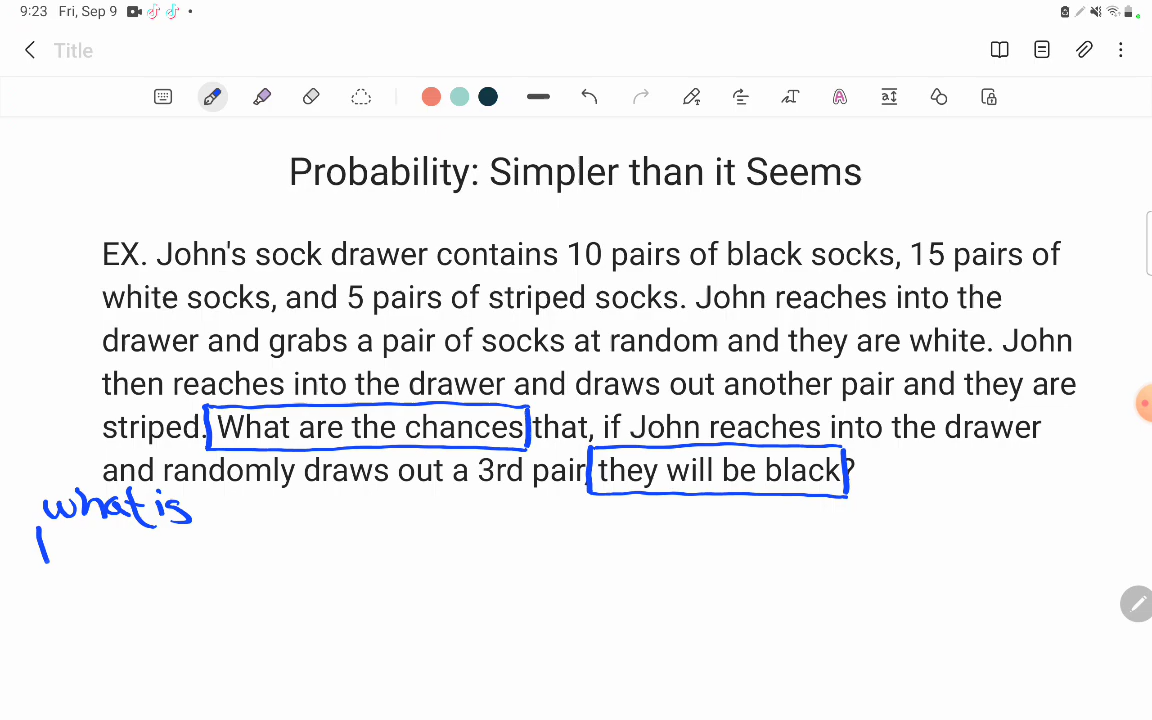 9:23 Fri, Sep 9
Title
Probability: Simpler than it Seems
EX. John's sock drawer contains 10 pairs of black socks, 15 pairs of
white socks, and 5 pairs of striped socks. John reaches into the
drawer and grabs a pair of socks at random and they are white. John
then reaches into the drawer and draws out another pair and they are
striped. What are the chances that, if John reaches into the drawer
and randomly draws out a 3rd pair, they will be black?
what is